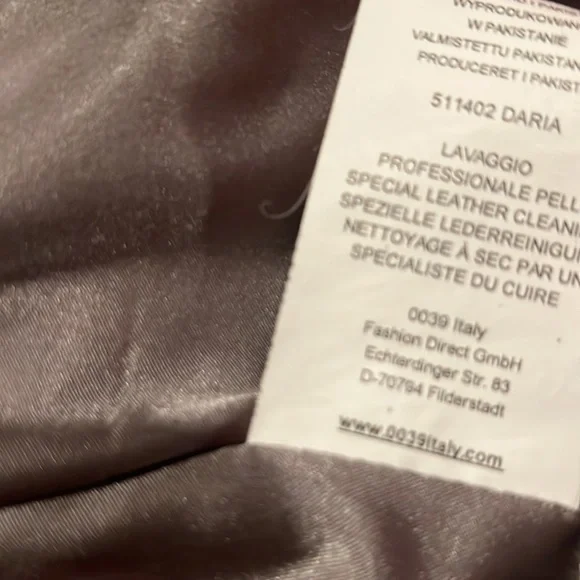 WYPRODUKOWAN
W PAKISTANIE
VALMISTETTU PAKISTAN
PRODUCERET I PAKIST
511402 DARIA
LAVAGGIO
PROFESSIONALE PELL
SPECIAL LEATHER CLEANI
SPEZIELLE LEDERREINIGU
NETTOYAGE À SEC PAR UN
SPÉCIALISTE DU CUIRE
0039 Italy
Fashion Direct GmbH
Echterdinger Str. 83
D-70794 Filderstadt
www.0039italy.com